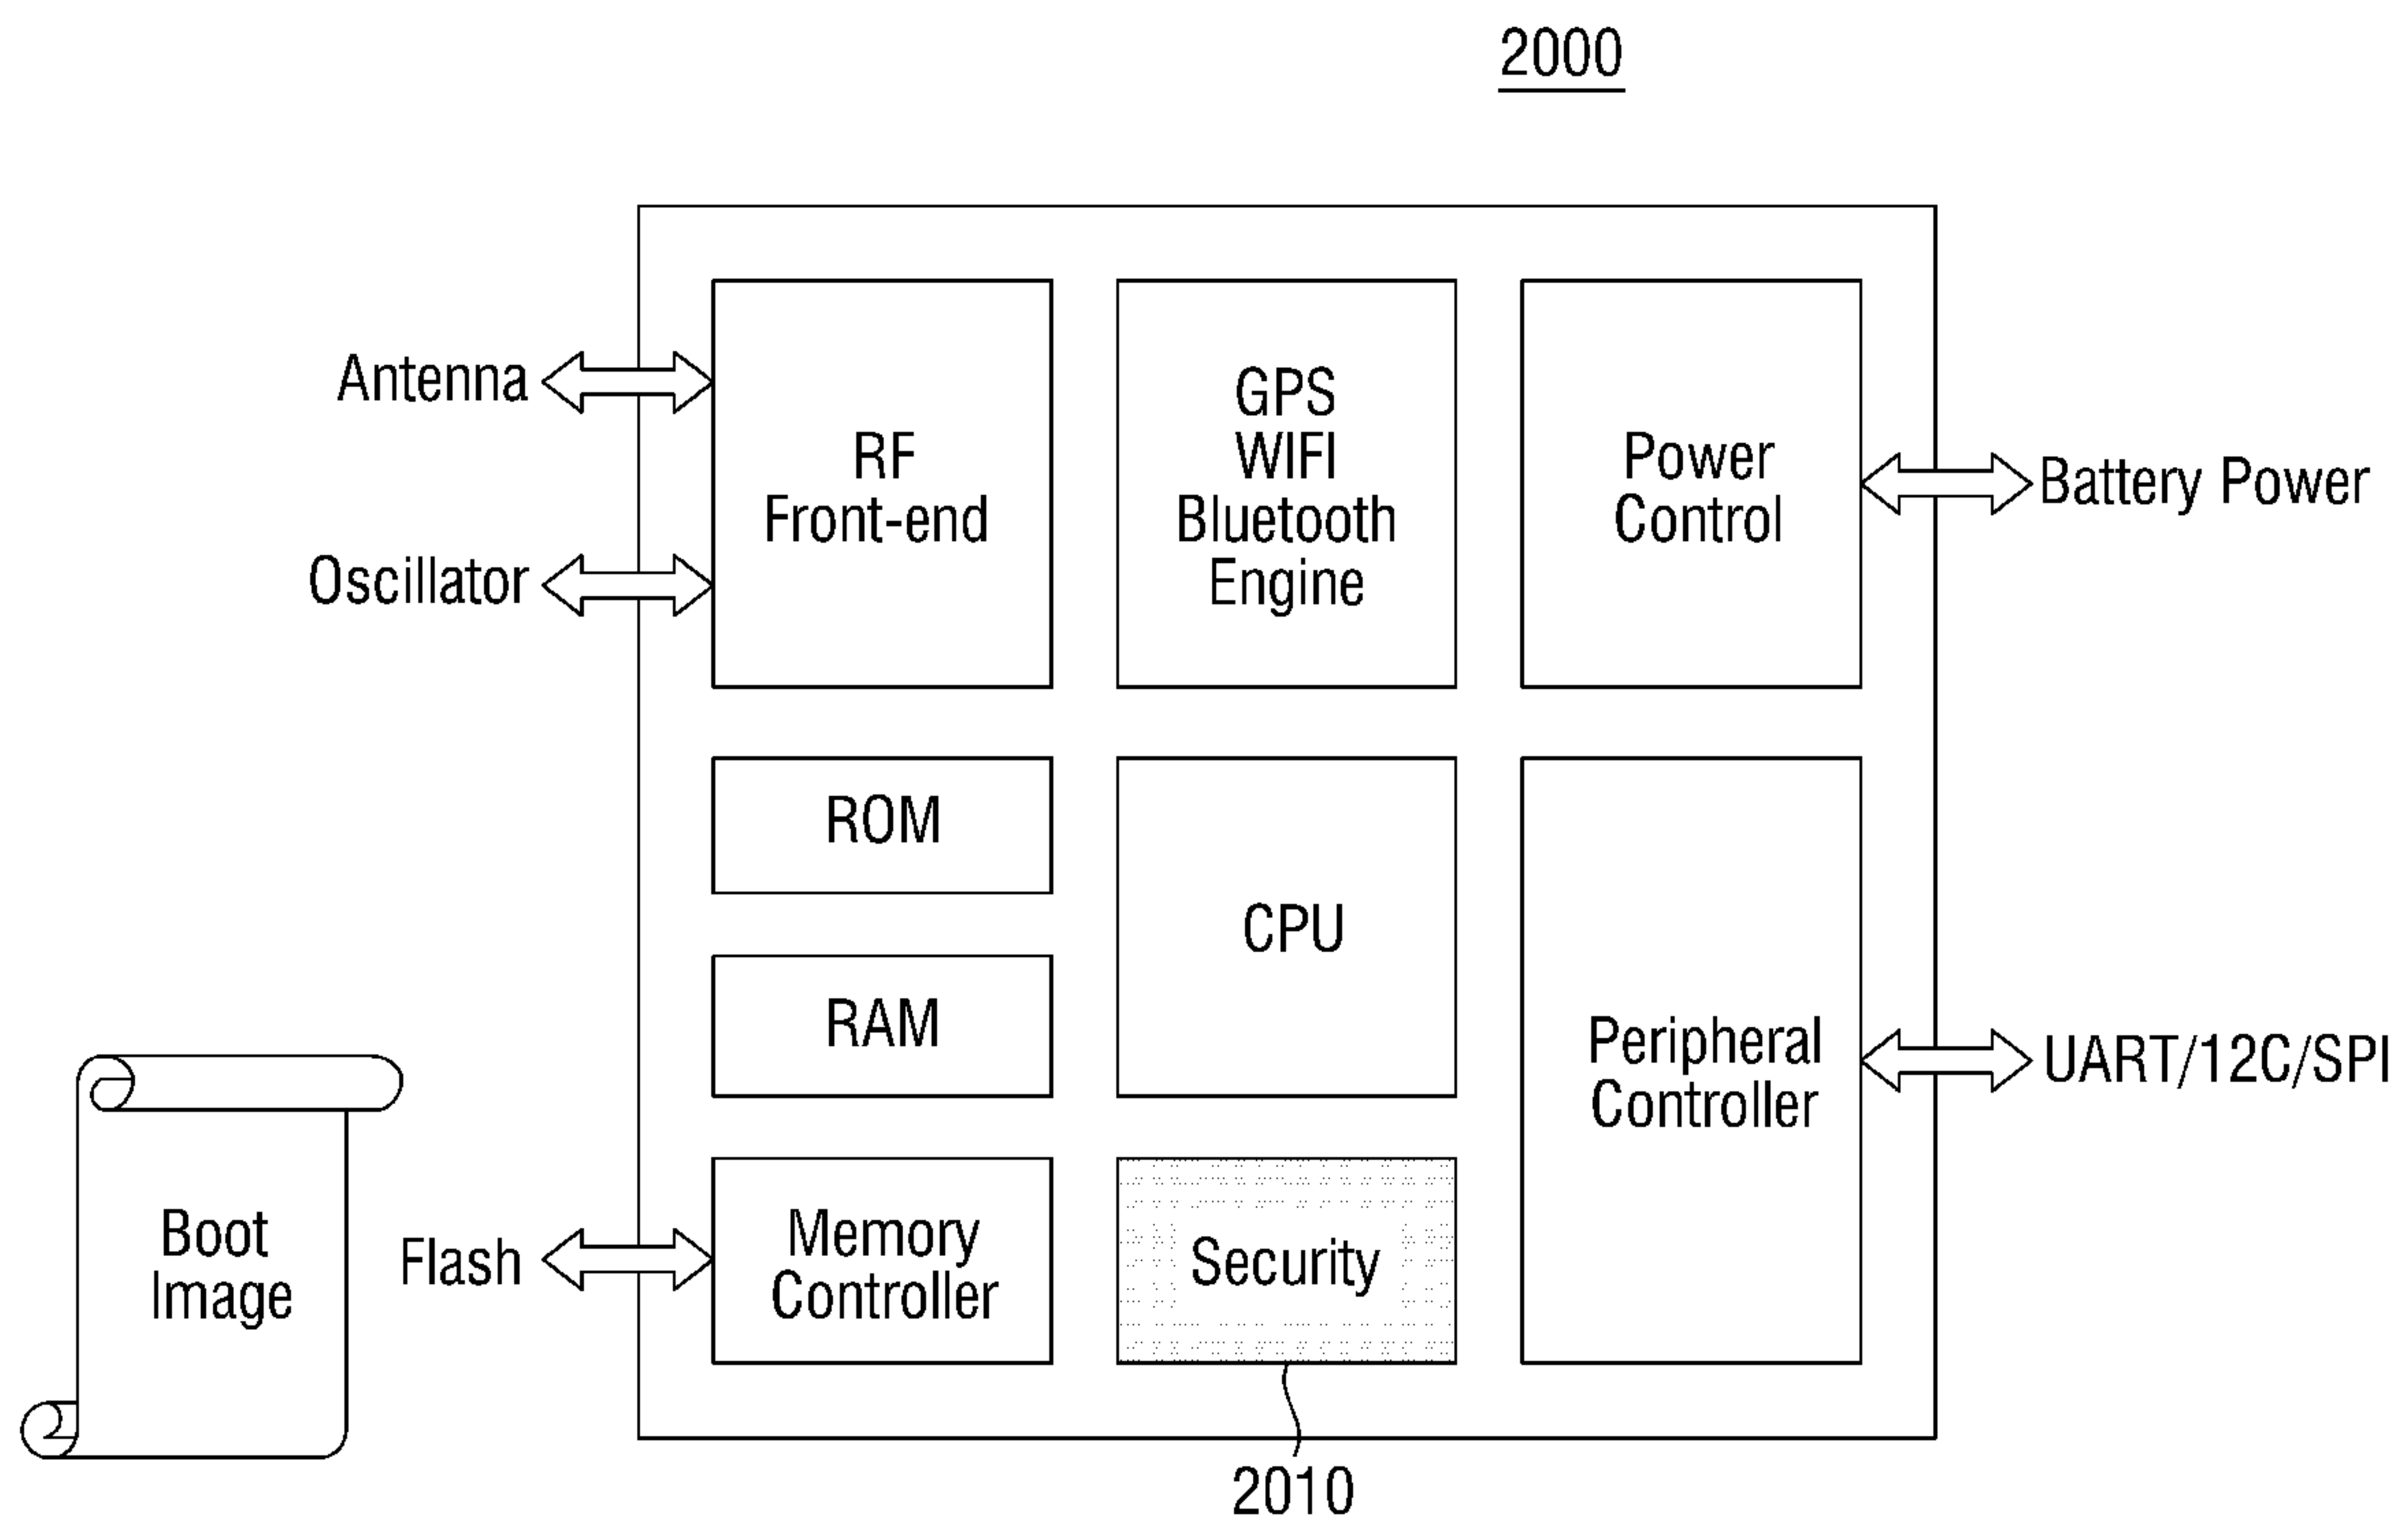 2000
Antenna
Oscillator
RF
Front-end
GPS
WIFI
Bluetooth
Engine
Power
Control
Battery Power
ROM
RAM
CPU
Peripheral
Controller
UART/12C/SPI
Boot
Image
Flash
Memory
Controller
Security
2010